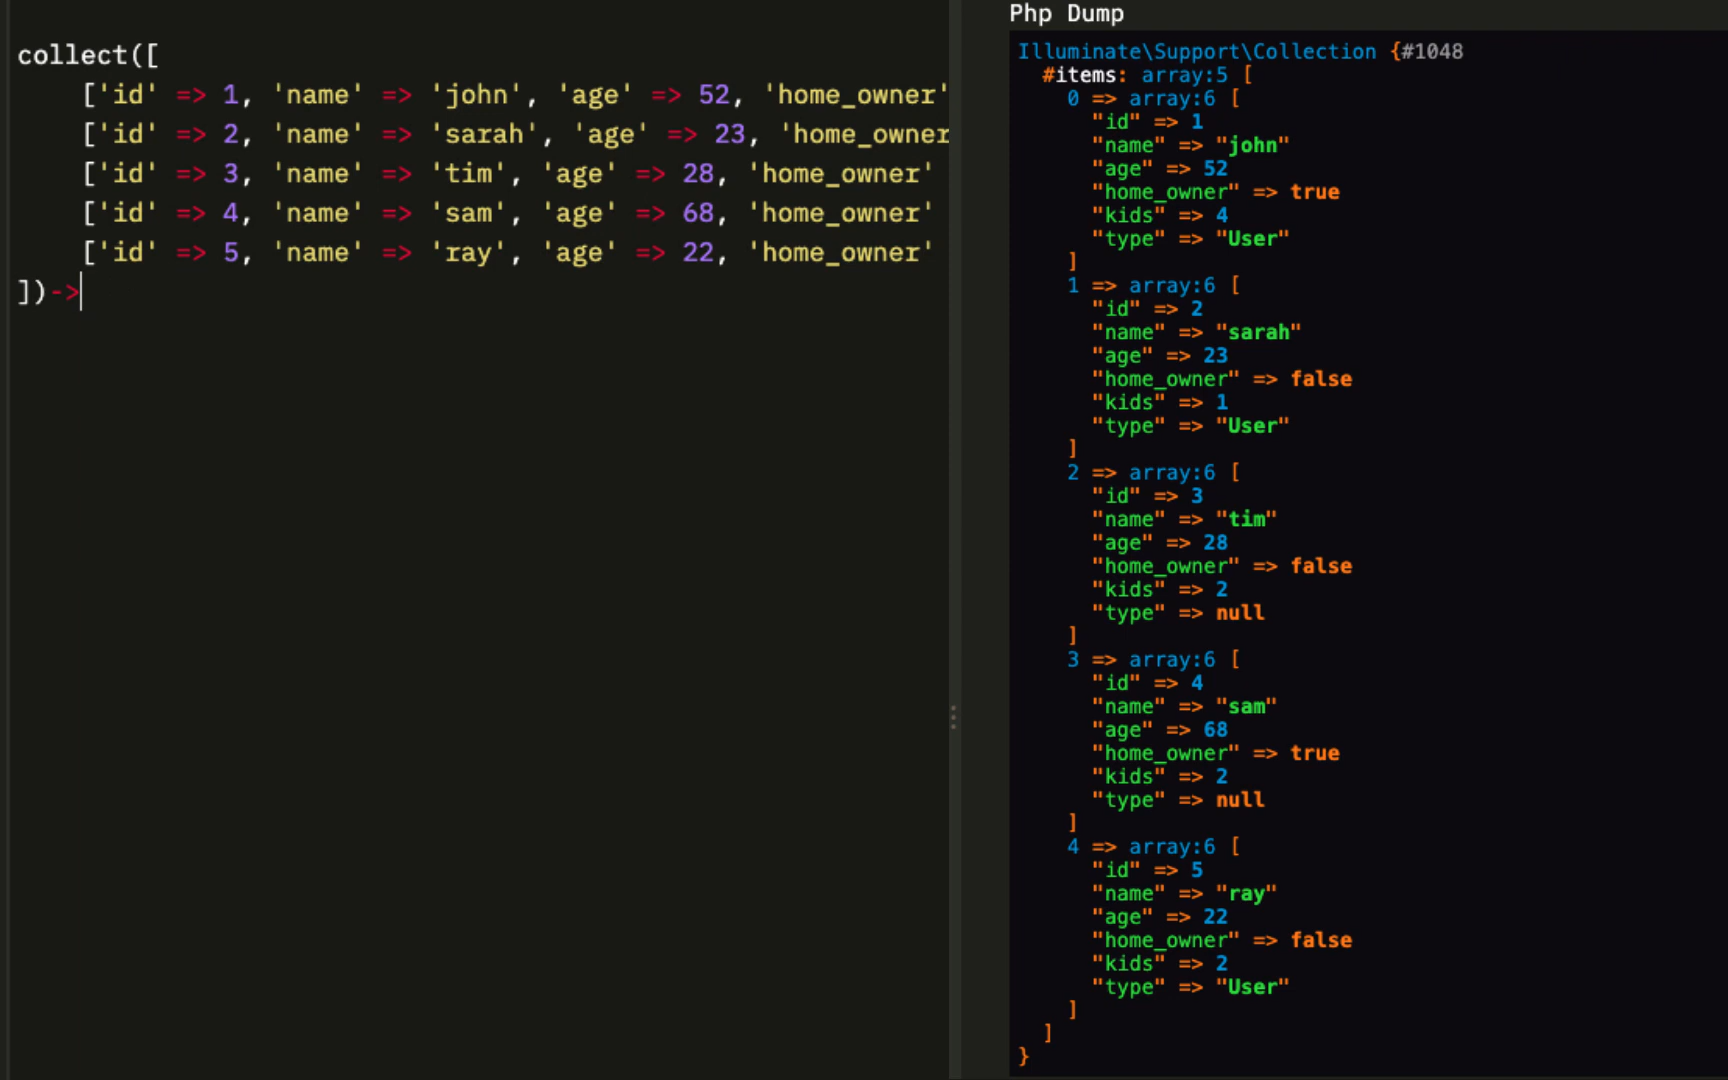 collect([
    ['id' => 1, 'name' => 'john', 'age' => 52, 'home_owner'
    ['id' => 2, 'name' => 'sarah', 'age' => 23, 'home_owner
    ['id' => 3, 'name' => 'tim', 'age' => 28, 'home_owner'
    ['id' => 4, 'name' => 'sam', 'age' => 68, 'home_owner'
    ['id' => 5, 'name' => 'ray', 'age' => 22, 'home_owner'
])->
Php Dump
Illuminate\Support\Collection {#1048
  #items: array:5 [
    0 => array:6 [
      "id" => 1
      "name" => "john"
      "age" => 52
      "home_owner" => true
      "kids" => 4
      "type" => "User"
    ]
    1 => array:6 [
      "id" => 2
      "name" => "sarah"
      "age" => 23
      "home_owner" => false
      "kids" => 1
      "type" => "User"
    ]
    2 => array:6 [
      "id" => 3
      "name" => "tim"
      "age" => 28
      "home_owner" => false
      "kids" => 2
      "type" => null
    ]
    3 => array:6 [
      "id" => 4
      "name" => "sam"
      "age" => 68
      "home_owner" => true
      "kids" => 2
      "type" => null
    ]
    4 => array:6 [
      "id" => 5
      "name" => "ray"
      "age" => 22
      "home_owner" => false
      "kids" => 2
      "type" => "User"
    ]
  ]
}